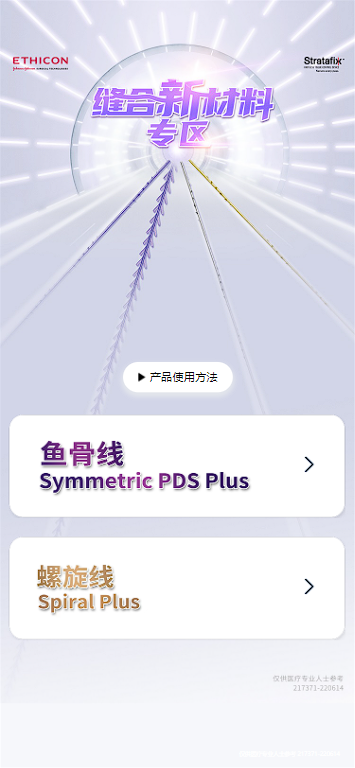 ETHICON
Stratafix
缝合新材料
专区
▶ 产品使用方法
鱼骨线
Symmetric PDS Plus
螺旋线
Spiral Plus
仅供医疗专业人士参考
217371-220614